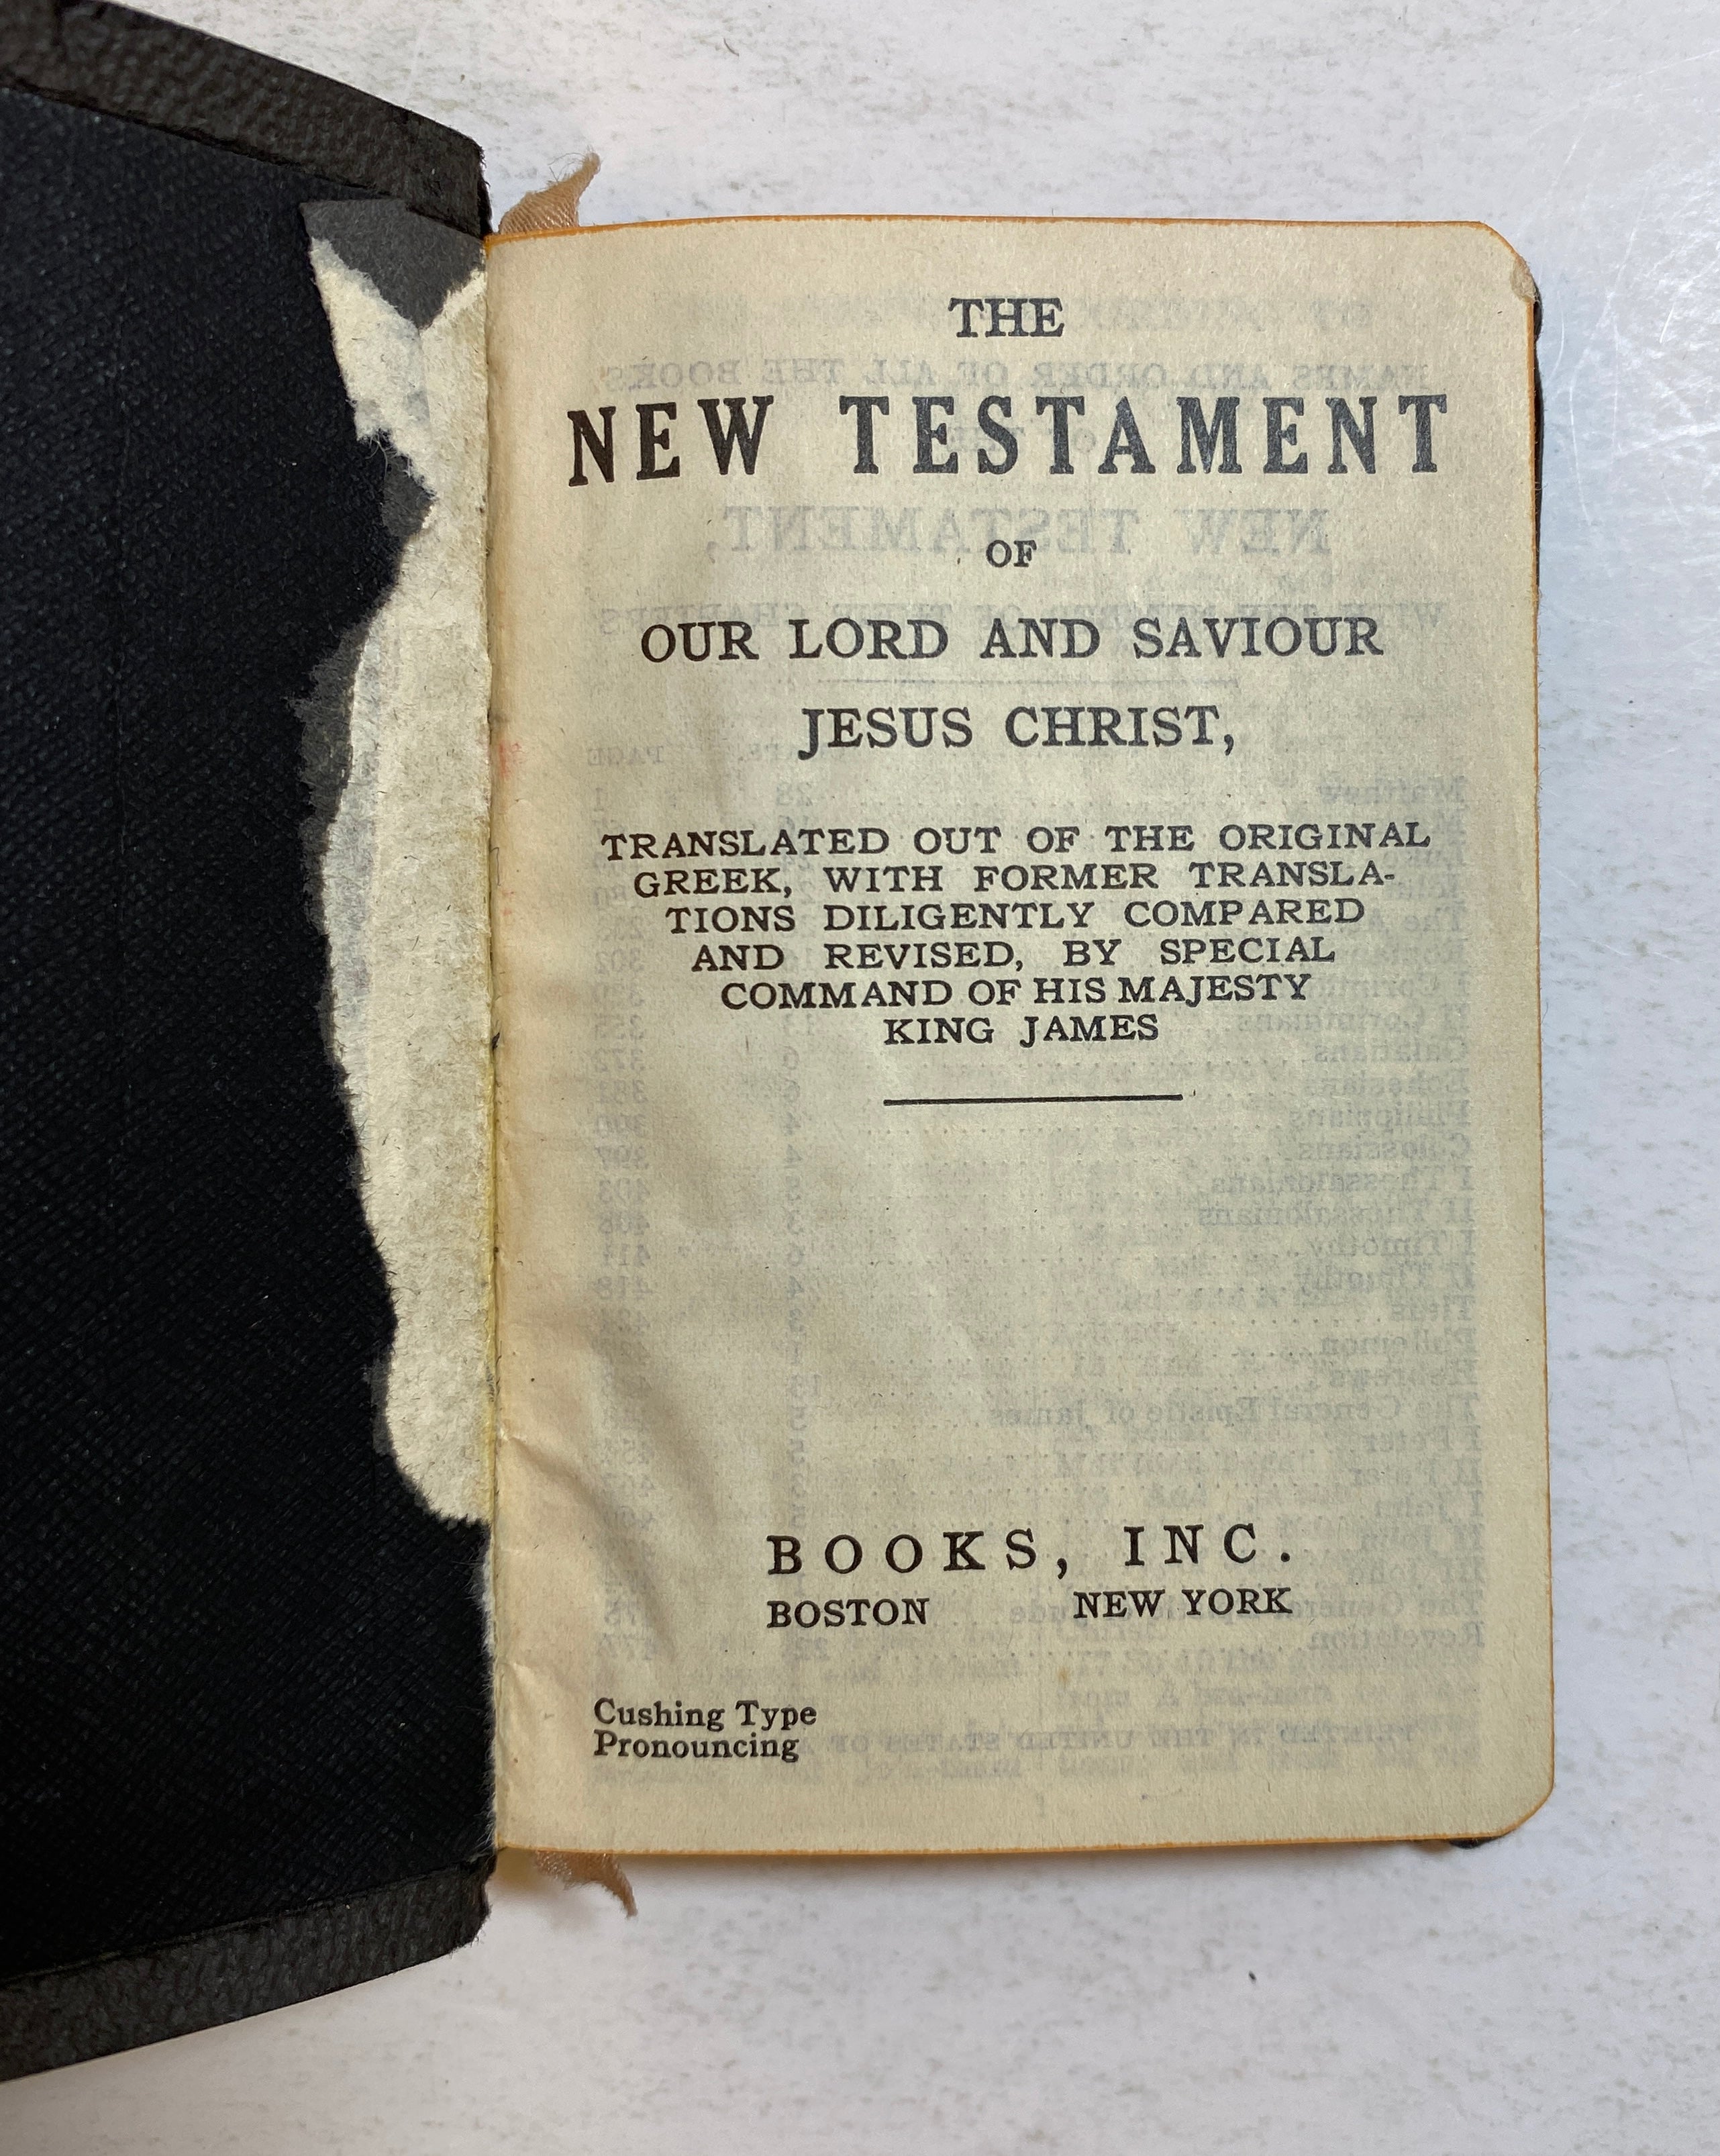 THE
NEW TESTAMENT
OF
OUR LORD AND SAVIOUR
JESUS CHRIST,
TRANSLATED OUT OF THE ORIGINAL
GREEK, WITH FORMER TRANSLA-
TIONS DILIGENTLY COMPARED
AND REVISED, BY SPECIAL
COMMAND OF HIS MAJESTY
KING JAMES
BOOKS, INC.
BOSTON NEW YORK
Cushing Type
Pronouncing